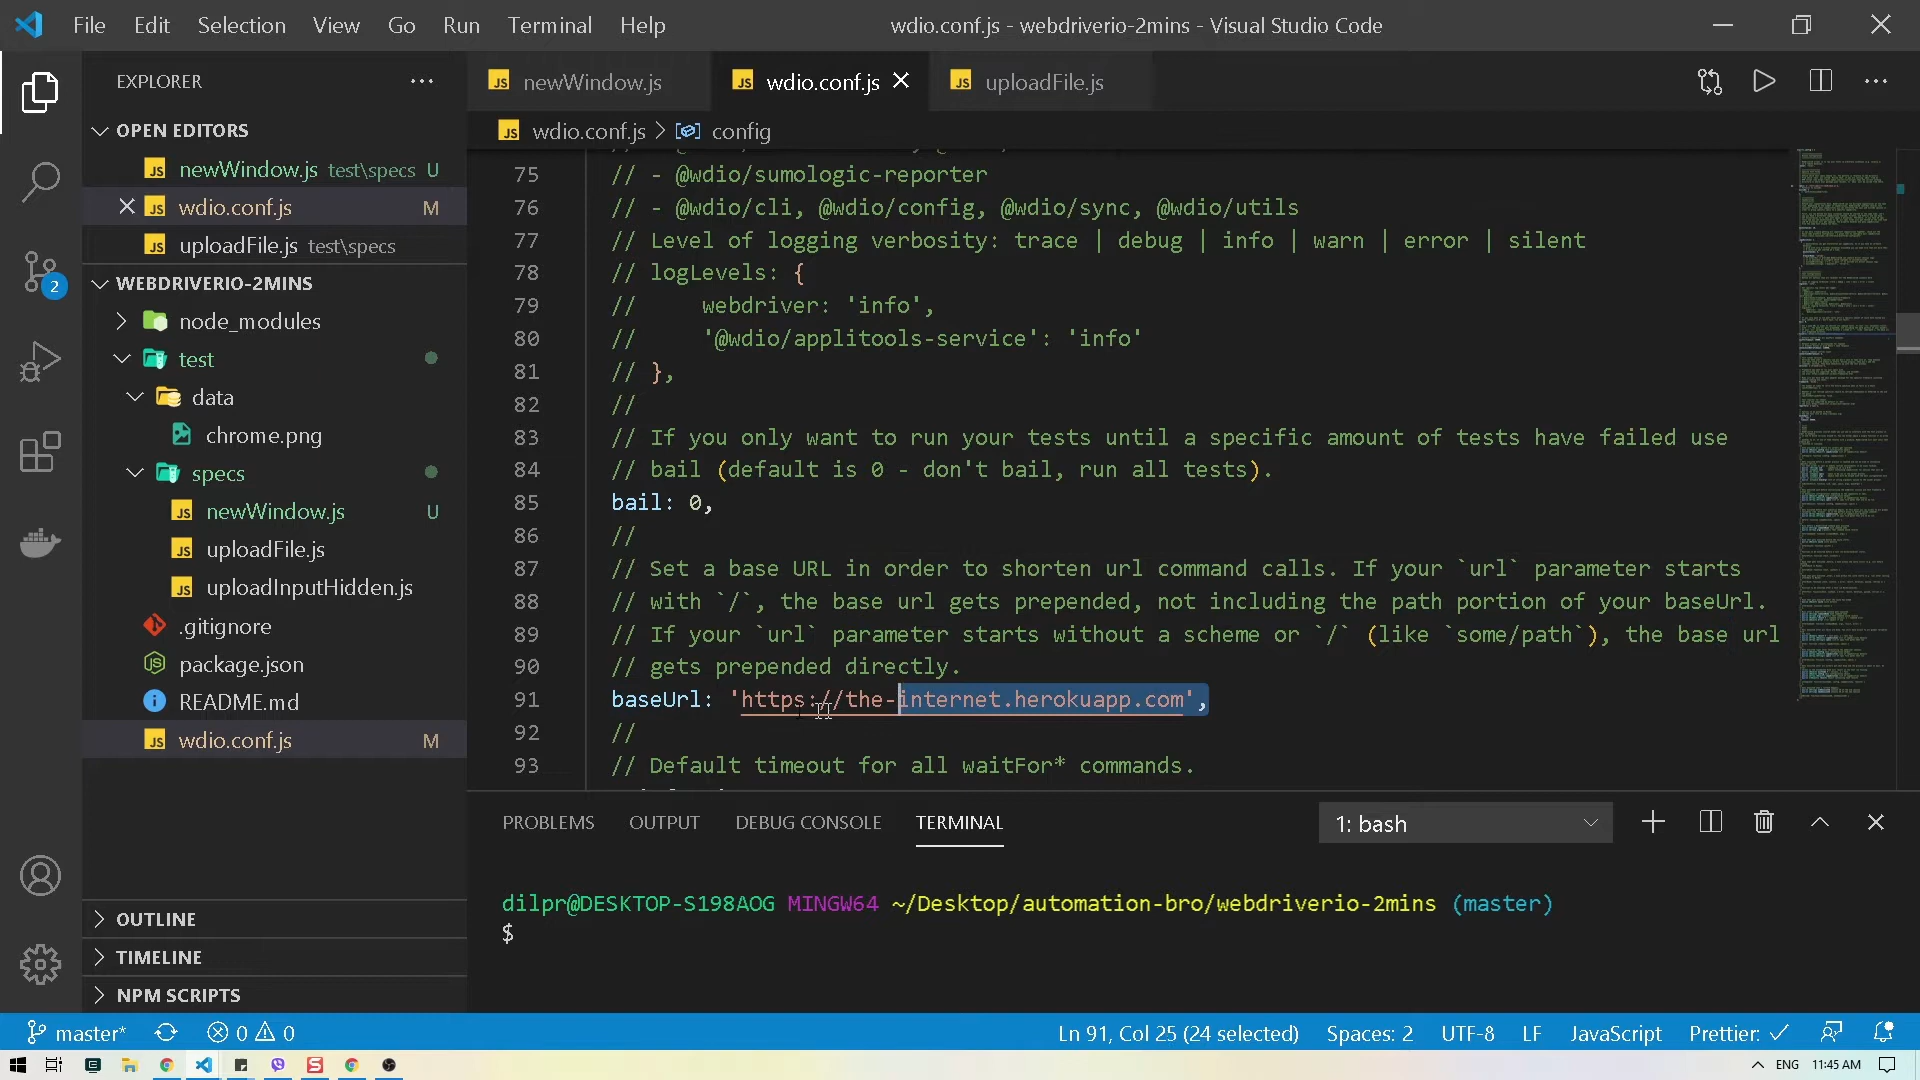 File Edit Selection View Go Run Terminal Help
wdio.conf.js - webdriverio-2mins - Visual Studio Code
EXPLORER
OPEN EDITORS
newWindow.js test\specs U
wdio.conf.js M
uploadFile.js test\specs
WEBDRIVERIO-2MINS
node_modules
test
data
chrome.png
specs
newWindow.js U
uploadFile.js
uploadInputHidden.js
.gitignore
package.json
README.md
wdio.conf.js M
OUTLINE
TIMELINE
NPM SCRIPTS
2
newWindow.js wdio.conf.js uploadFile.js
wdio.conf.js > config
75 // - @wdio/sumologic-reporter
76 // - @wdio/cli, @wdio/config, @wdio/sync, @wdio/utils
77 // Level of logging verbosity: trace | debug | info | warn | error | silent
78 // logLevels: {
79 // webdriver: 'info',
80 // '@wdio/applitools-service': 'info'
81 // },
82 //
83 // If you only want to run your tests until a specific amount of tests have failed use
84 // bail (default is 0 - don't bail, run all tests).
85 bail: 0,
86 //
87 // Set a base URL in order to shorten url command calls. If your `url` parameter starts
88 // with `/`, the base url gets prepended, not including the path portion of your baseUrl.
89 // If your `url` parameter starts without a scheme or `/` (like `some/path`), the base url
90 // gets prepended directly.
91 baseUrl: 'https://the-internet.herokuapp.com',
92 //
93 // Default timeout for all waitFor* commands.
PROBLEMS OUTPUT DEBUG CONSOLE TERMINAL
1: bash
dilpr@DESKTOP-S198AOG MINGW64 ~/Desktop/automation-bro/webdriverio-2mins (master)
$
master* 0 0
Ln 91, Col 25 (24 selected) Spaces: 2 UTF-8 LF JavaScript Prettier: ✓
ENG 11:45 AM